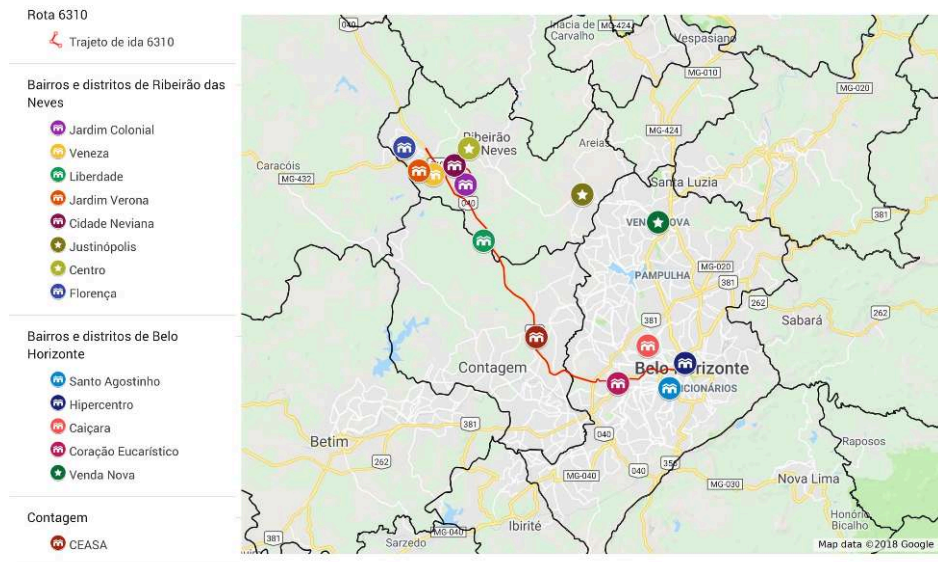 Rota 6310
Trajeto de ida 6310
Bairros e distritos de Ribeirão das
Neves
Jardim Colonial
Veneza
Liberdade
Jardim Verona
Cidade Neviana
Justinópolis
Centro
Florença
Bairros e distritos de Belo
Horizonte
Santo Agostinho
Hipercentro
Caiçara
Coração Eucarístico
Venda Nova
Contagem
CEASA
040
Inácia de
Carvalho
MG-424
Vespasiano
MG-010
MG-020
MG-424
Ribeirão
Neves
Areias
Caracóis
MG-432
040
Santa Luzia
381
PAMPULHA
MG-020
381
262
262
Sabará
381
Contagem
Belo
381
Betim
262
040
MG-040
040
MG-030
Raposos
Nova Lima
Honório
Bicalho
Ibirité
381
MG-040
Sarzedo
Map data ©2018 Google